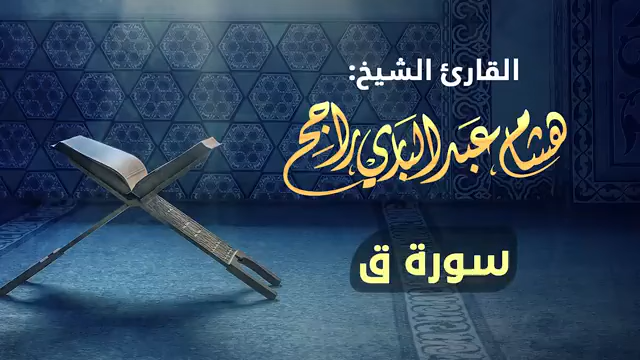 القارئ الشيخ:
هشام عبد الباري راجح
سورة ق